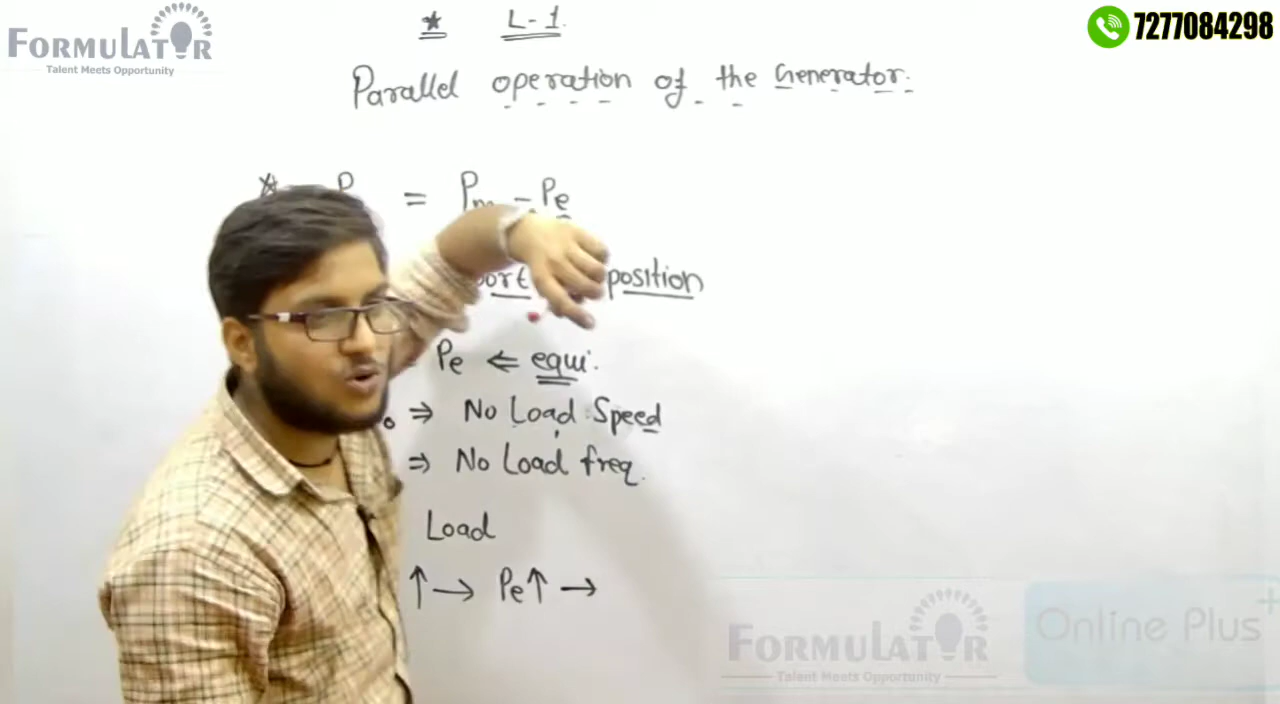 FORMULATOR
Talent Meets Opportunity
7277084298
* L-1.
Parallel operation of the Generator.
* P = Pm - Pe
position
Pe ⇐ equi.
⇒ No Load Speed
⇒ No Load freq.
Load
↑ → Pe↑ →
FORMULATOR
Talent Meets Opportunity
Online Plus+